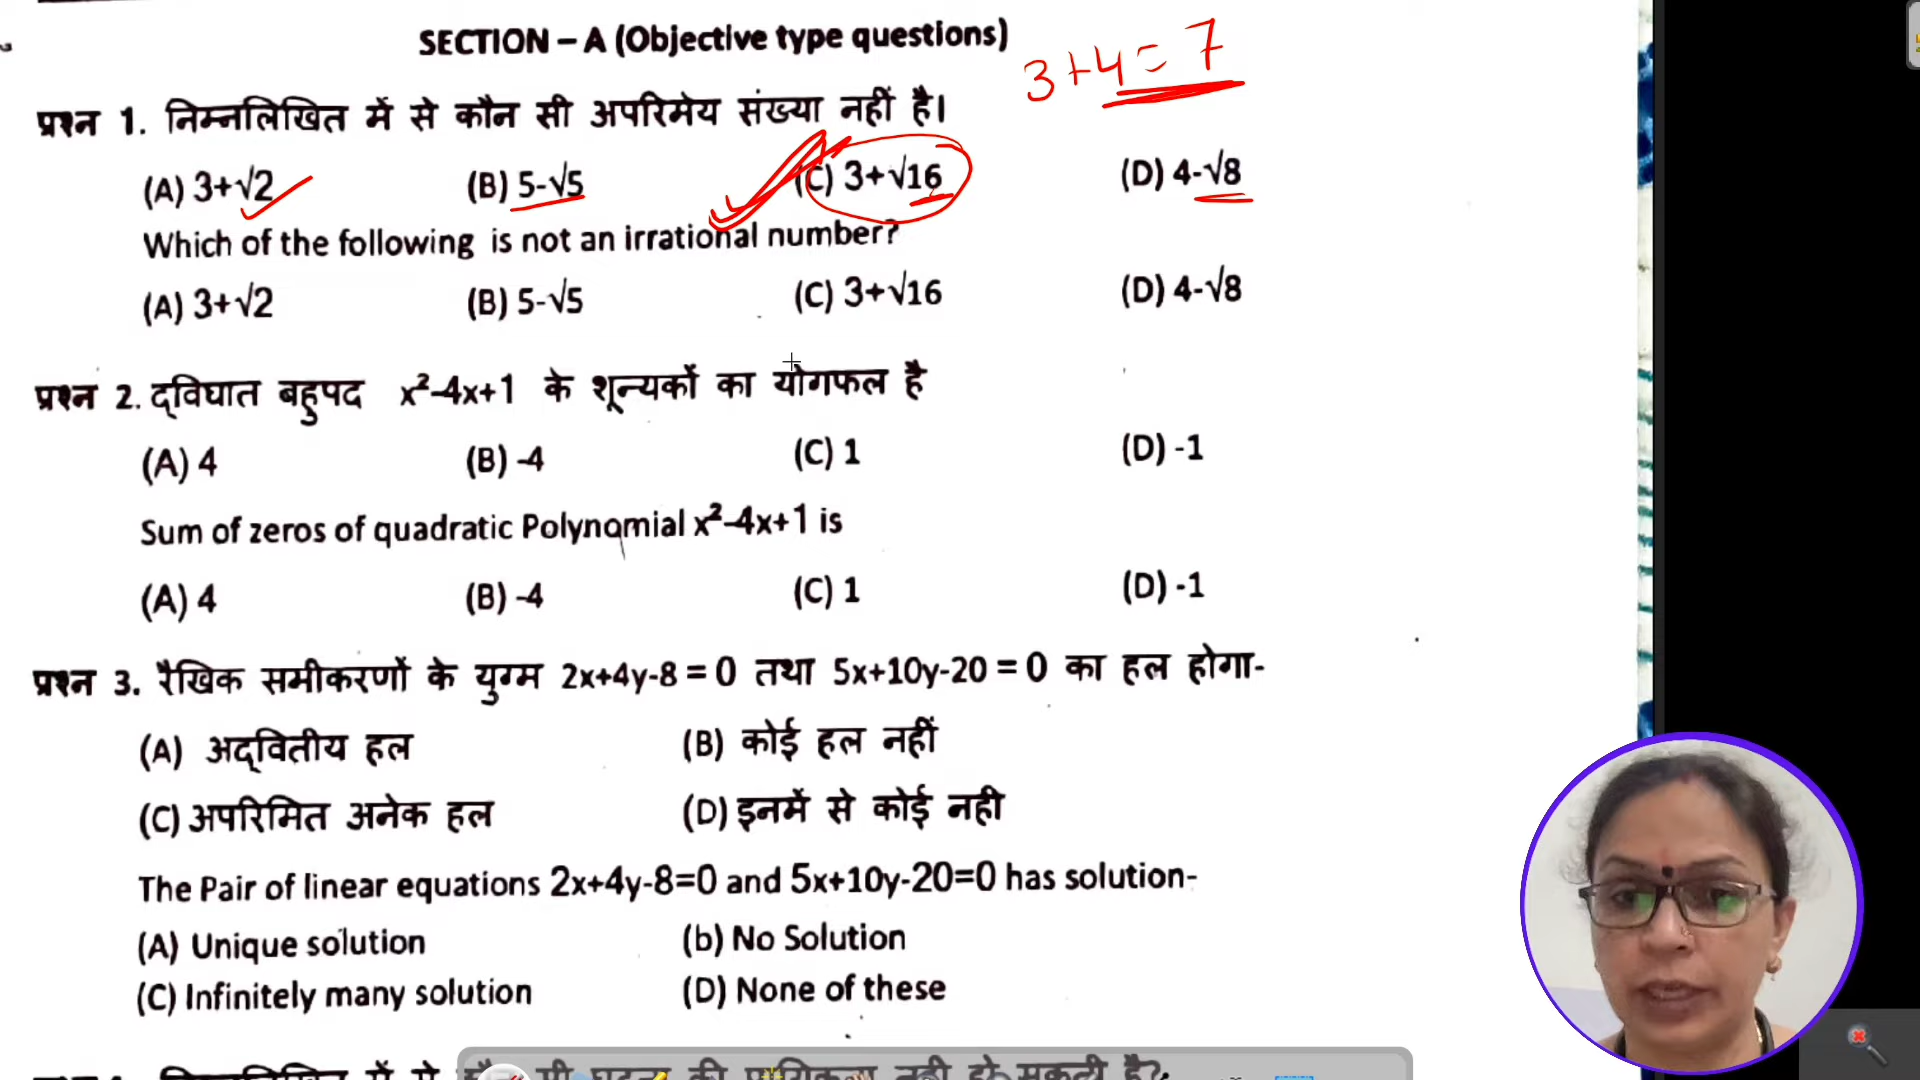 SECTION – A (Objective type questions)
3+4=7
प्रश्न 1. निम्नलिखित में से कौन सी अपरिमेय संख्या नहीं है।
(A) 3+√2 (B) 5-√5 (C) 3+√16 (D) 4-√8
Which of the following is not an irrational number?
(A) 3+√2 (B) 5-√5 (C) 3+√16 (D) 4-√8
प्रश्न 2. द्विघात बहुपद x²-4x+1 के शून्यकों का योगफल है
(A) 4 (B) -4 (C) 1 (D) -1
Sum of zeros of quadratic Polynomial x²-4x+1 is
(A) 4 (B) -4 (C) 1 (D) -1
प्रश्न 3. रैखिक समीकरणों के युग्म 2x+4y-8 = 0 तथा 5x+10y-20 = 0 का हल होगा-
(A) अद्वितीय हल (B) कोई हल नहीं
(C) अपरिमित अनेक हल (D) इनमें से कोई नही
The Pair of linear equations 2x+4y-8=0 and 5x+10y-20=0 has solution-
(A) Unique solution (b) No Solution
(C) Infinitely many solution (D) None of these